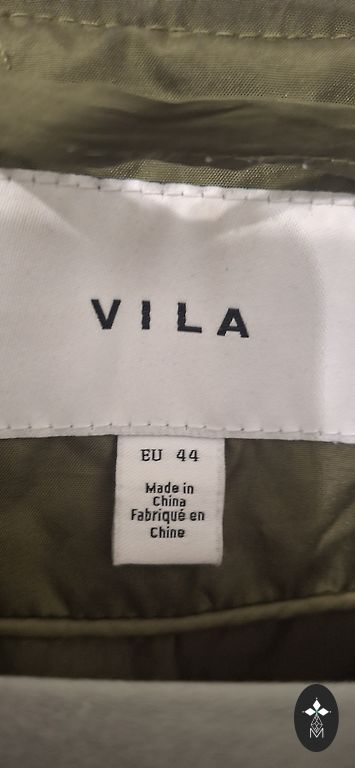 VILA
EU 44
Made in
China
Fabriqué en
Chine
M